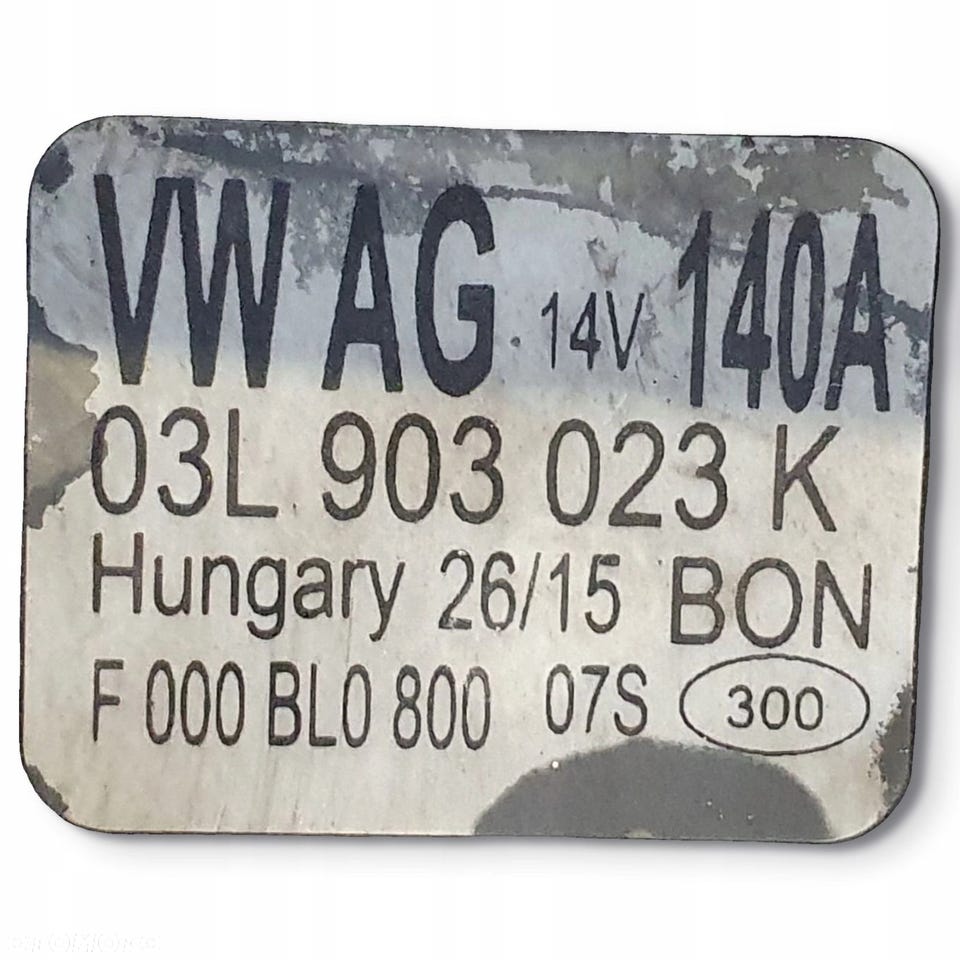 VW AG 14V 140A
03L 903 023 K
Hungary 26/15 BON
F 000 BL0 800 07S 300